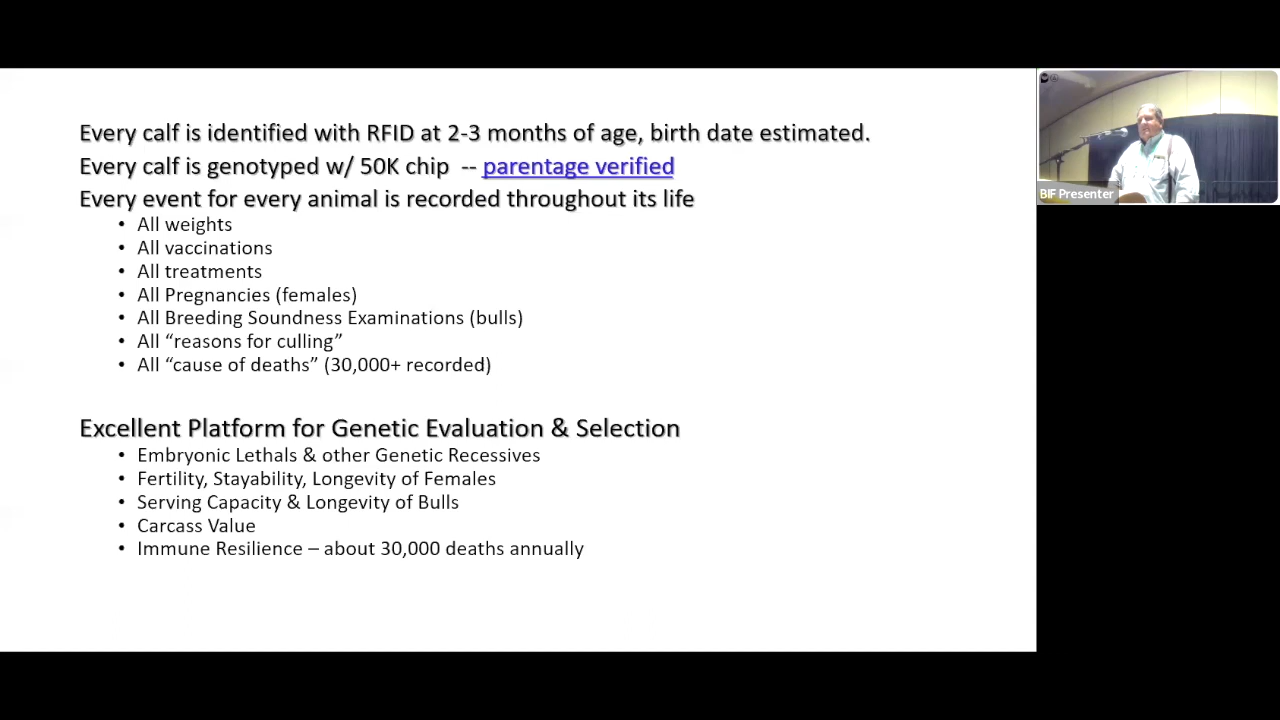 Every calf is identified with RFID at 2-3 months of age, birth date estimated.
Every calf is genotyped w/ 50K chip -- parentage verified
Every event for every animal is recorded throughout its life
• All weights
• All vaccinations
• All treatments
• All Pregnancies (females)
• All Breeding Soundness Examinations (bulls)
• All “reasons for culling”
• All “cause of deaths” (30,000+ recorded)
Excellent Platform for Genetic Evaluation & Selection
• Embryonic Lethals & other Genetic Recessives
• Fertility, Stayability, Longevity of Females
• Serving Capacity & Longevity of Bulls
• Carcass Value
• Immune Resilience – about 30,000 deaths annually
BIF Presenter